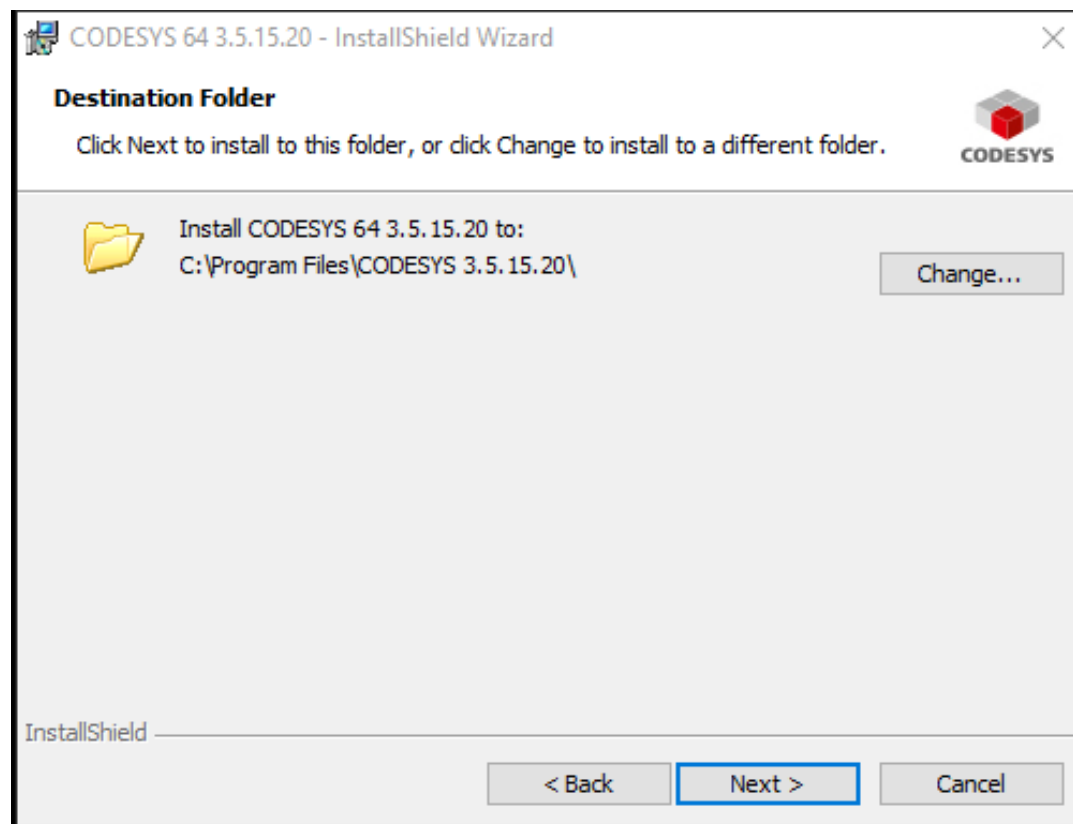 CODESYS 64 3.5.15.20 - InstallShield Wizard
Destination Folder
Click Next to install to this folder, or click Change to install to a different folder.
CODESYS
Install CODESYS 64 3.5.15.20 to:
C:\Program Files\CODESYS 3.5.15.20\
Change...
InstallShield
< Back
Next >
Cancel